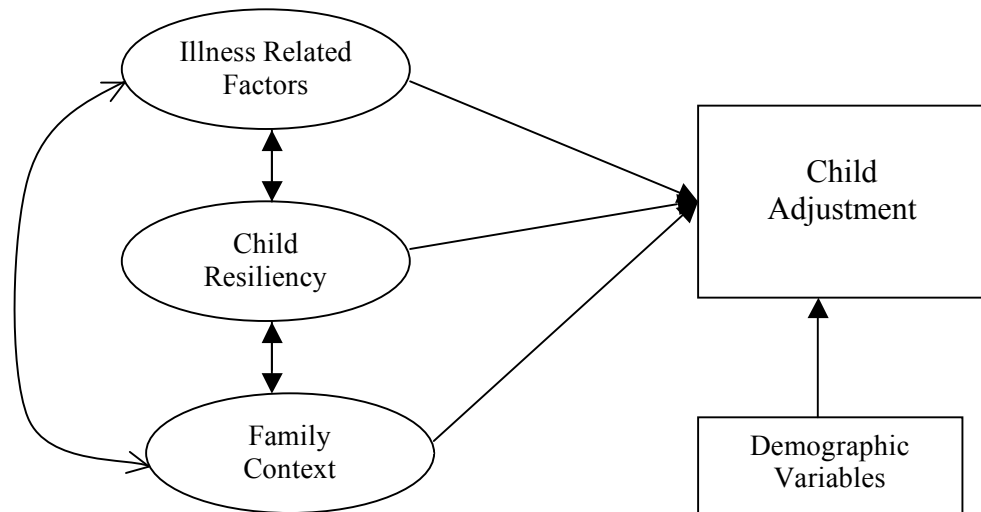 Illness Related
Factors
Child
Adjustment
Child
Resiliency
Family
Context
Demographic
Variables